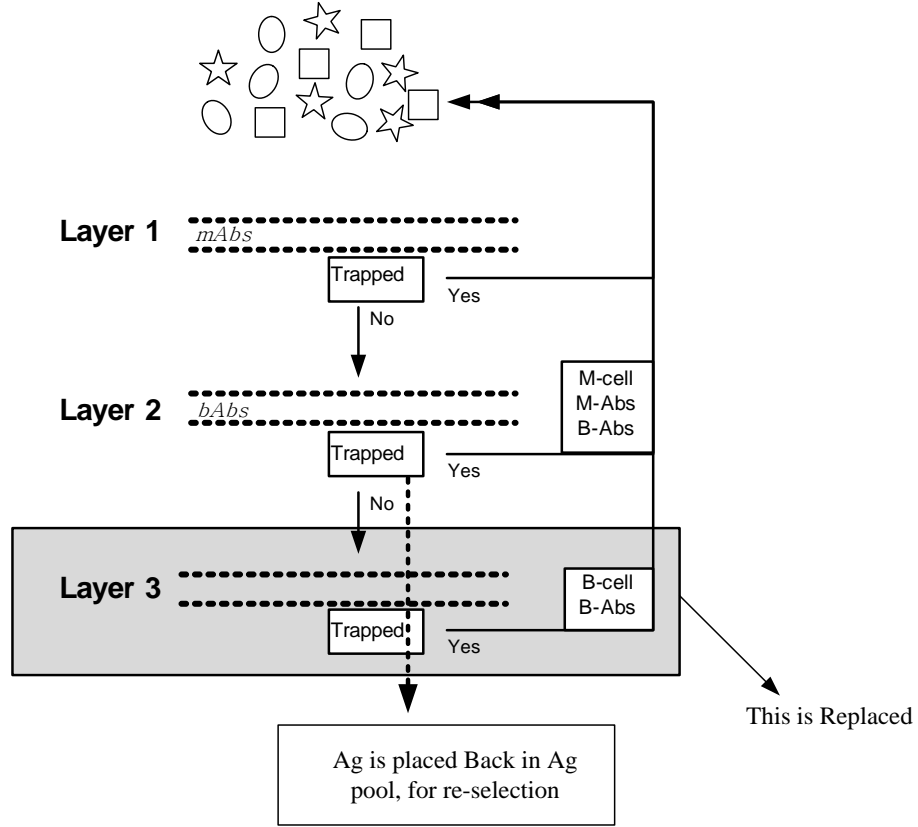 Layer 1
mAbs
Trapped
Yes
No
Layer 2
bAbs
M-cell
M-Abs
B-Abs
Trapped
Yes
No
Layer 3
B-cell
B-Abs
Trapped
Yes
This is Replaced
Ag is placed Back in Ag
pool, for re-selection